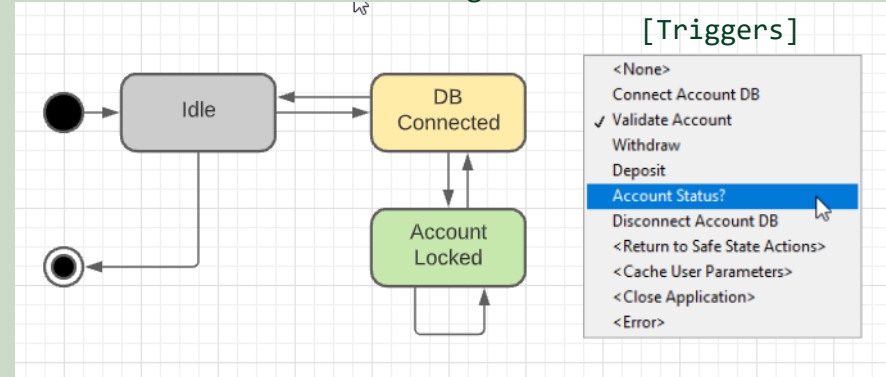 [Triggers]
Idle
DB
Connected
Account
Locked
<None>
Connect Account DB
✓ Validate Account
Withdraw
Deposit
Account Status?
Disconnect Account DB
<Return to Safe State Actions>
<Cache User Parameters>
<Close Application>
<Error>